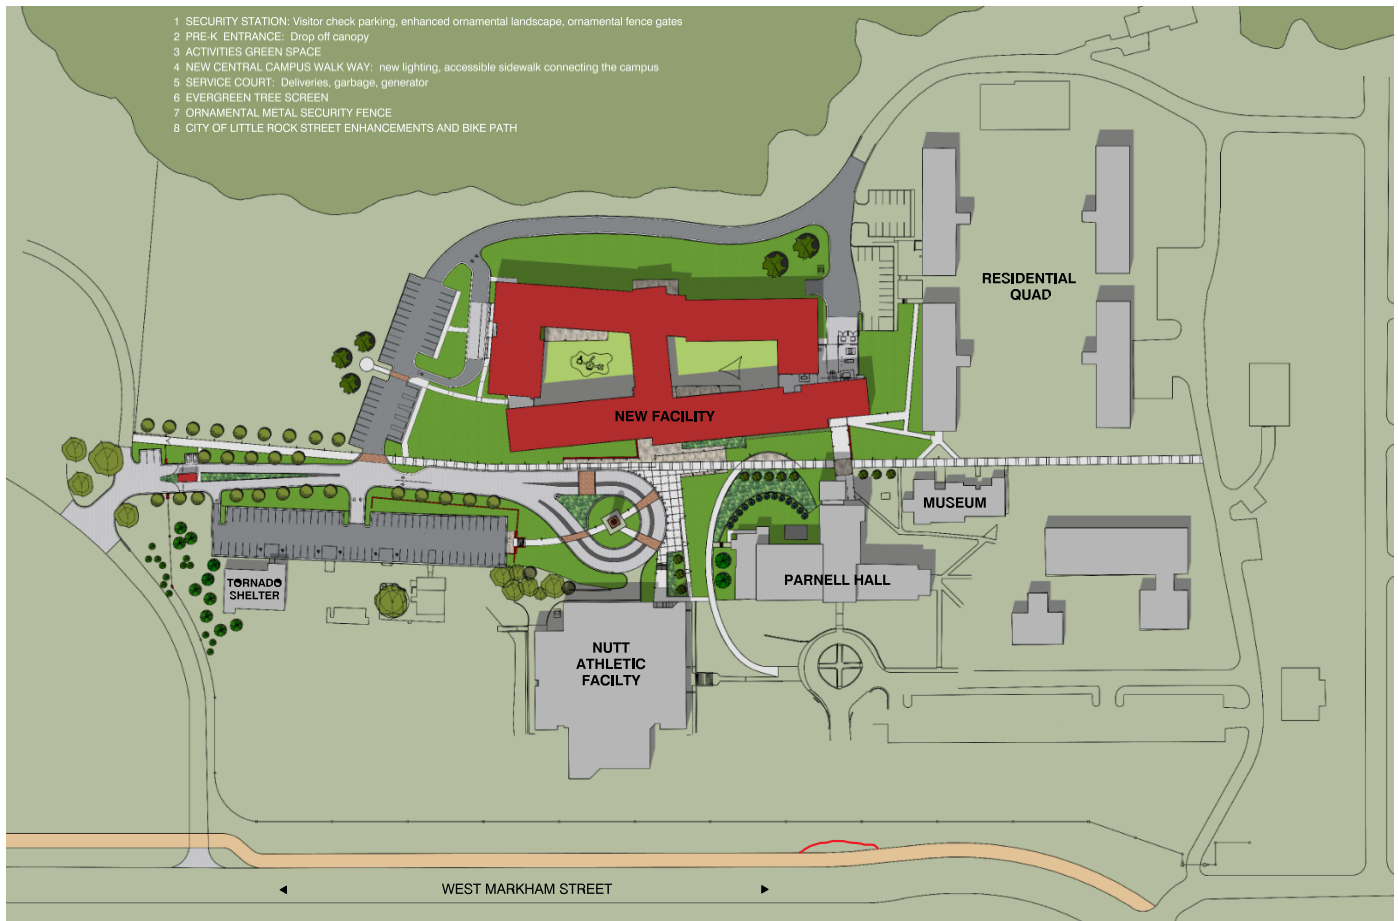 1 SECURITY STATION: Visitor check parking, enhanced ornamental landscape, ornamental fence gates
2 PRE-K ENTRANCE: Drop off canopy
3 ACTIVITIES GREEN SPACE
4 NEW CENTRAL CAMPUS WALK WAY: new lighting, accessible sidewalk connecting the campus
5 SERVICE COURT: Deliveries, garbage, generator
6 EVERGREEN TREE SCREEN
7 ORNAMENTAL METAL SECURITY FENCE
8 CITY OF LITTLE ROCK STREET ENHANCEMENTS AND BIKE PATH
RESIDENTIAL
QUAD
NEW FACILITY
MUSEUM
PARNELL HALL
TORNADO
SHELTER
NUTT
ATHLETIC
FACILTY
WEST MARKHAM STREET